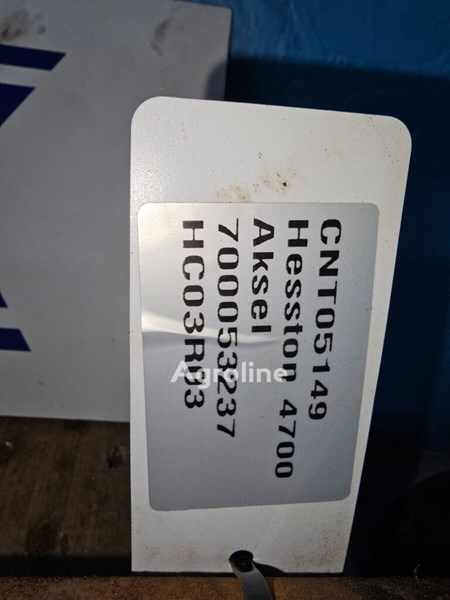 CNT05149
Hesston 4700
Aksel
700053237
HC03R03
Agroline